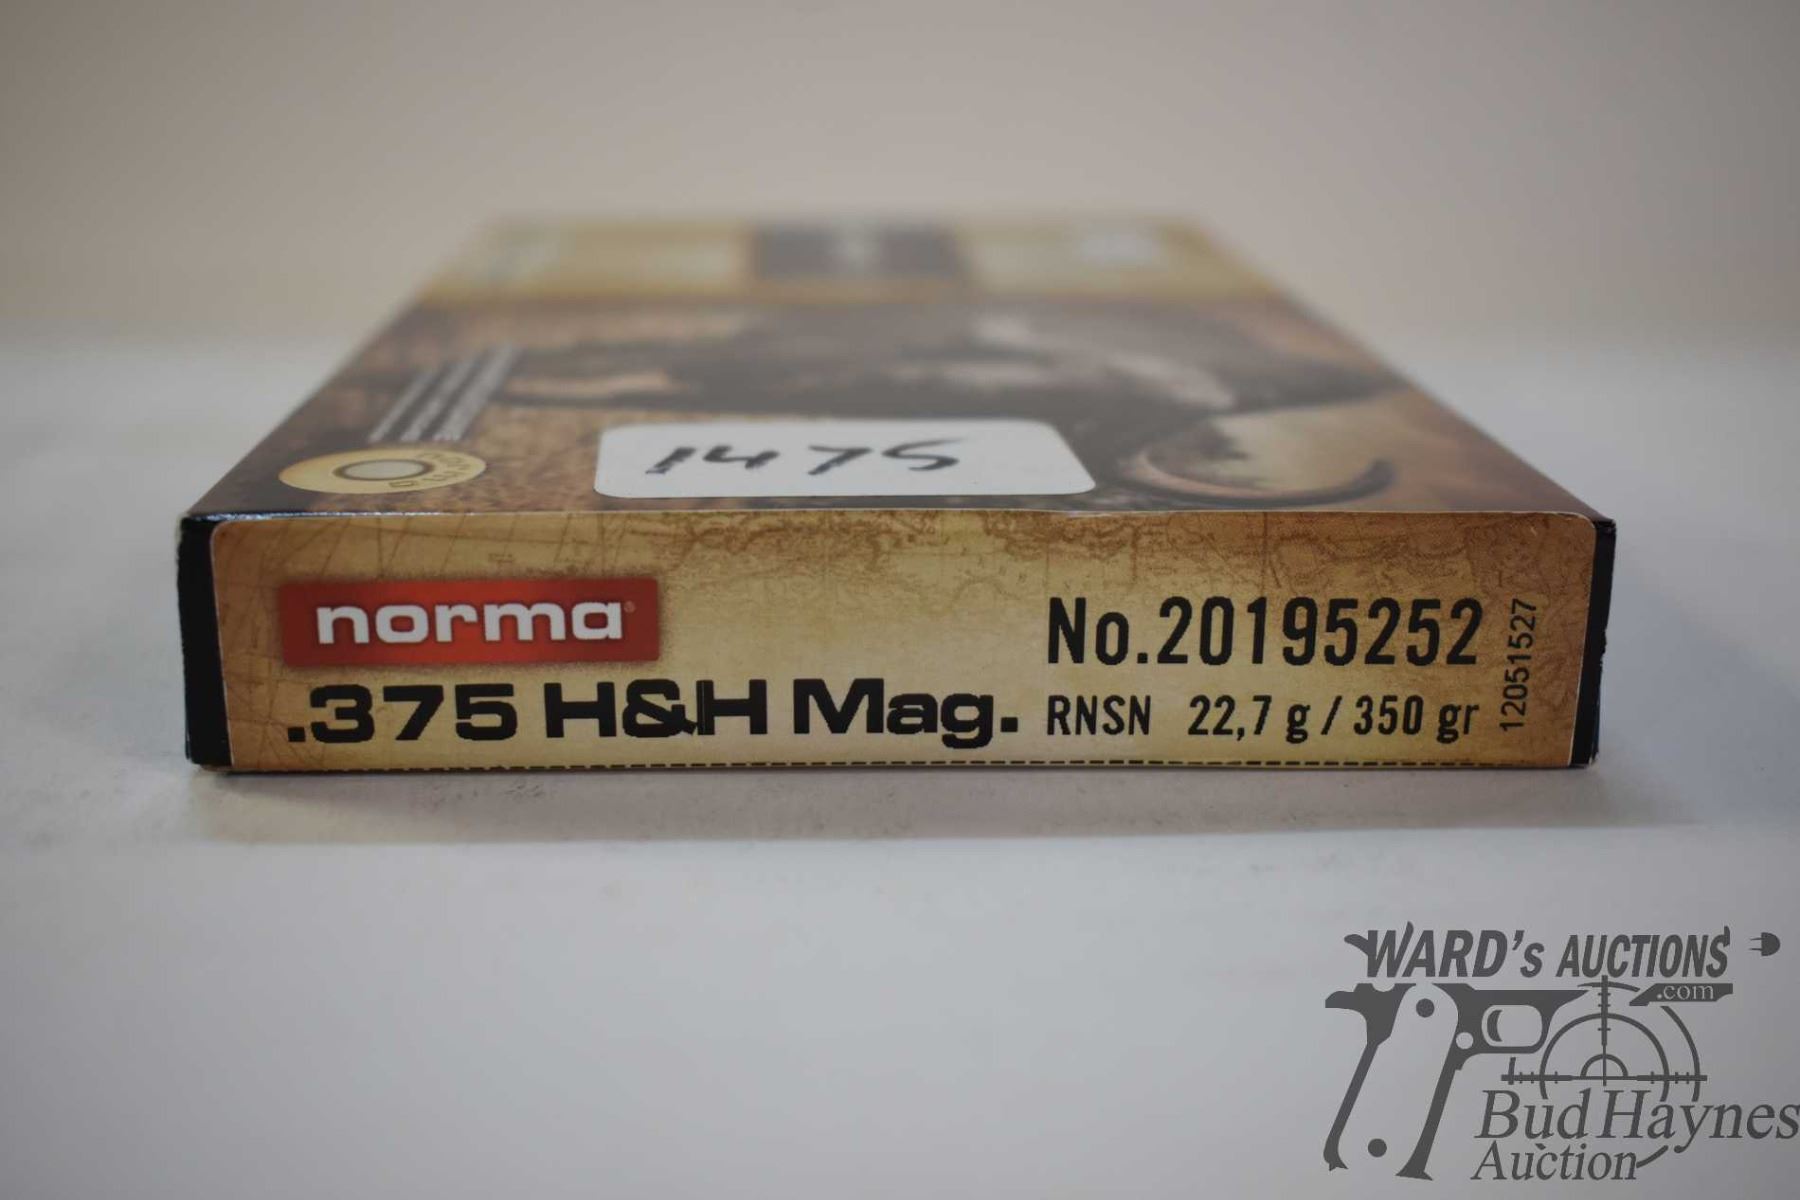 1475
norma
No.20195252
.375 H&H Mag.
RNSN 22,7 g / 350 gr
12051527
WARD's AUCTIONS
.com
Bud Haynes
Auction